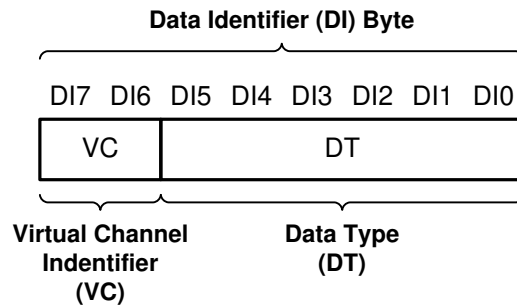 Data Identifier (DI) Byte
DI7 DI6 DI5 DI4 DI3 DI2 DI1 DI0
VC DT
Virtual Channel Data Type
Indentifier (DT)
(VC)